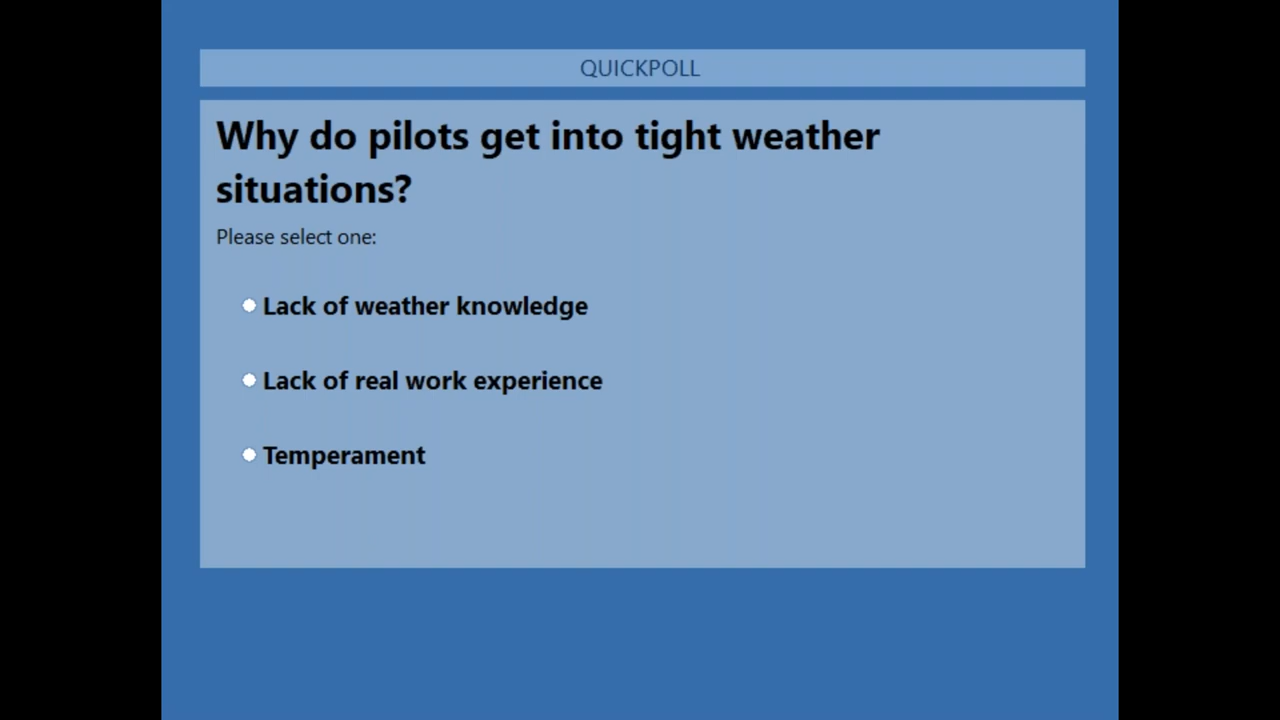 QUICKPOLL
Why do pilots get into tight weather
situations?
Please select one:
Lack of weather knowledge
Lack of real work experience
Temperament